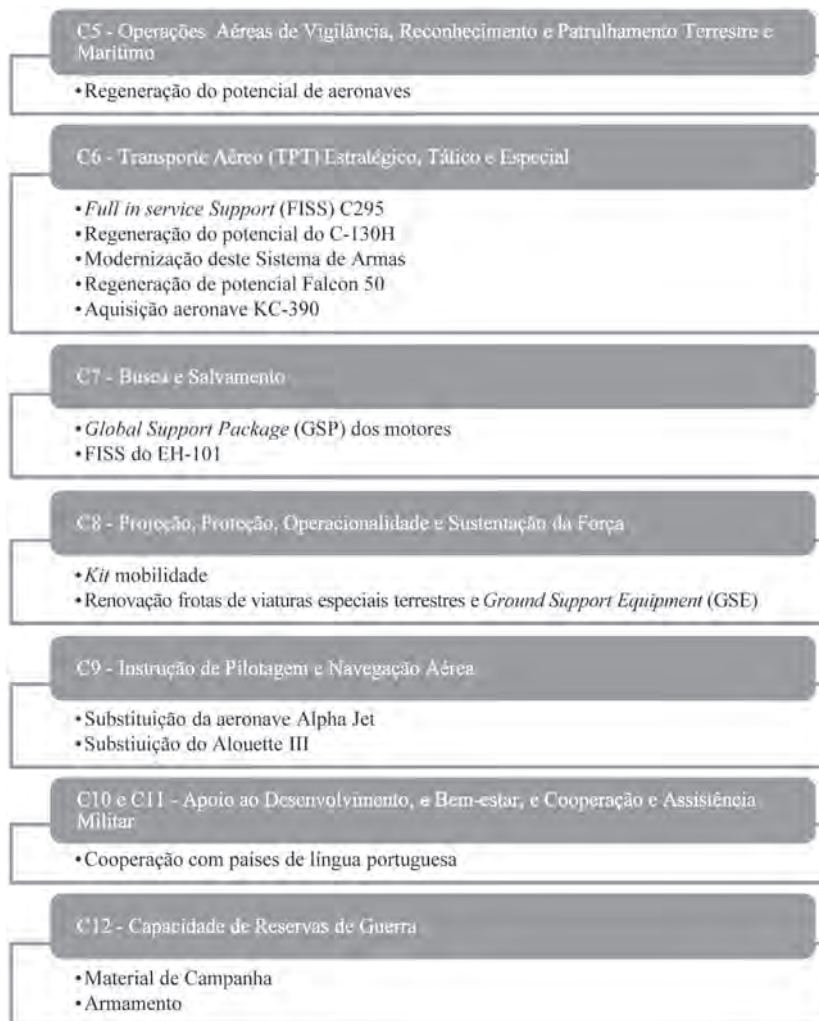 C5 - Operações Aéreas de Vigilância, Reconhecimento e Patrulhamento Terrestre e
Marítimo
•Regeneração do potencial de aeronaves
C6 - Transporte Aéreo (TPT) Estratégico, Tático e Especial
•Full in service Support (FISS) C295
•Regeneração do potencial do C-130H
•Modernização deste Sistema de Armas
•Regeneração de potencial Falcon 50
•Aquisição aeronave KC-390
C7 - Busca e Salvamento
•Global Support Package (GSP) dos motores
•FISS do EH-101
C8 - Projeção, Proteção, Operacionalidade e Sustentação da Força
•Kit mobilidade
•Renovação frotas de viaturas especiais terrestres e Ground Support Equipment (GSE)
C9 - Instrução de Pilotagem e Navegação Aérea
•Substituição da aeronave Alpha Jet
•Substiuição do Alouette III
C10 e C11 - Apoio ao Desenvolvimento, e Bem-estar, e Cooperação e Assistência
Militar
•Cooperação com países de língua portuguesa
C12 - Capacidade de Reservas de Guerra
•Material de Campanha
•Armamento